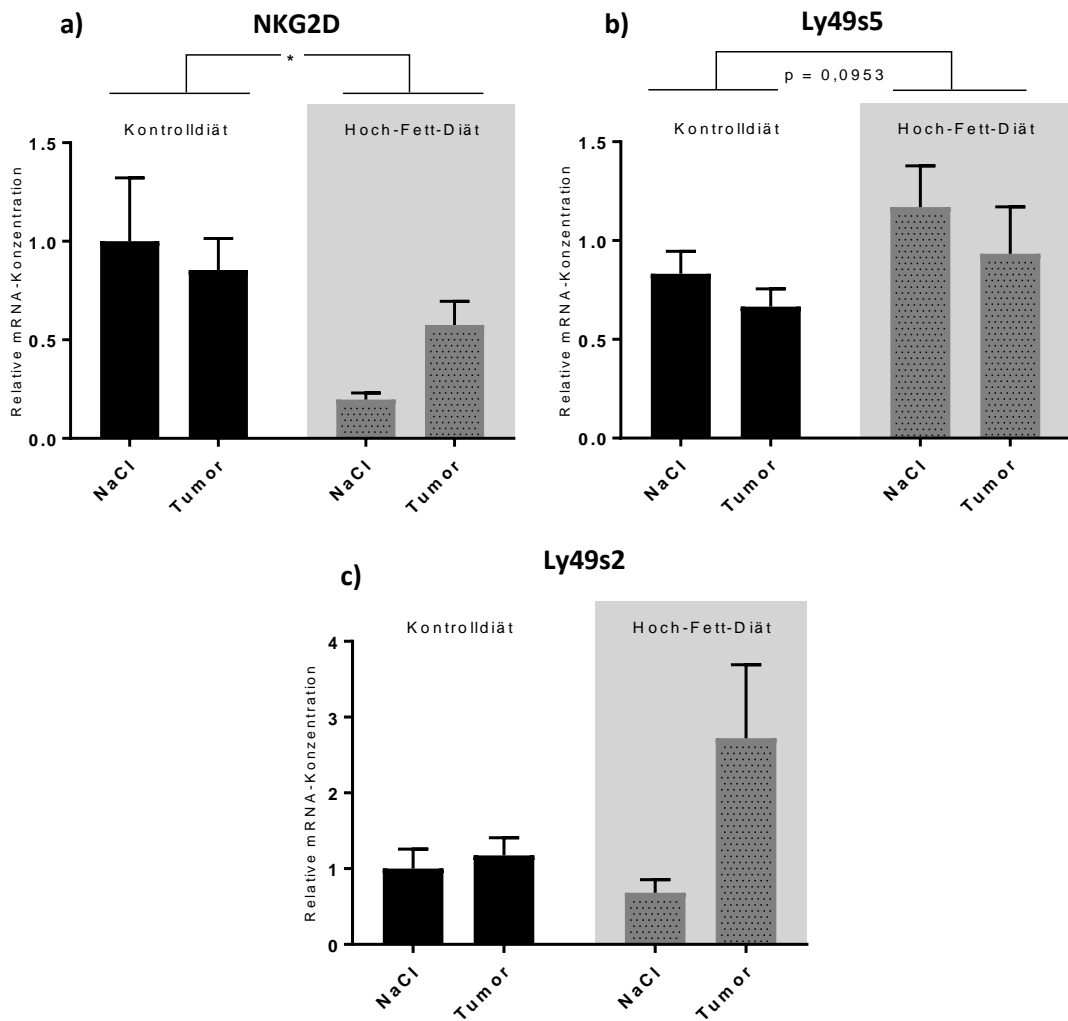 a)
NKG2D
*
Kontrolldiät
Hoch-Fett-Diät
Relative mRNA-Konzentration
1.5
1.0
0.5
0.0
NaCl
Tumor
NaCl
Tumor
b)
Ly49s5
p = 0,0953
Kontrolldiät
Hoch-Fett-Diät
Relative mRNA-Konzentration
1.5
1.0
0.5
0.0
NaCl
Tumor
NaCl
Tumor
c)
Ly49s2
Kontrolldiät
Hoch-Fett-Diät
Relative mRNA-Konzentration
4
3
2
1
0
NaCl
Tumor
NaCl
Tumor